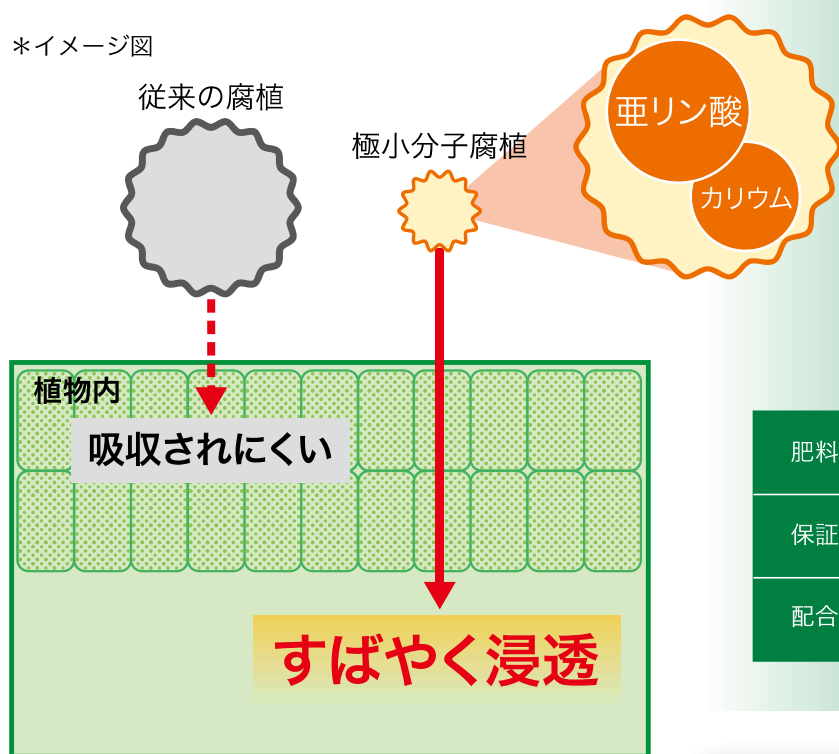 ＊イメージ図
従来の腐植
極小分子腐植
亜リン酸
カリウム
植物内
吸収されにくい
すばやく浸透
肥料
保証
配合